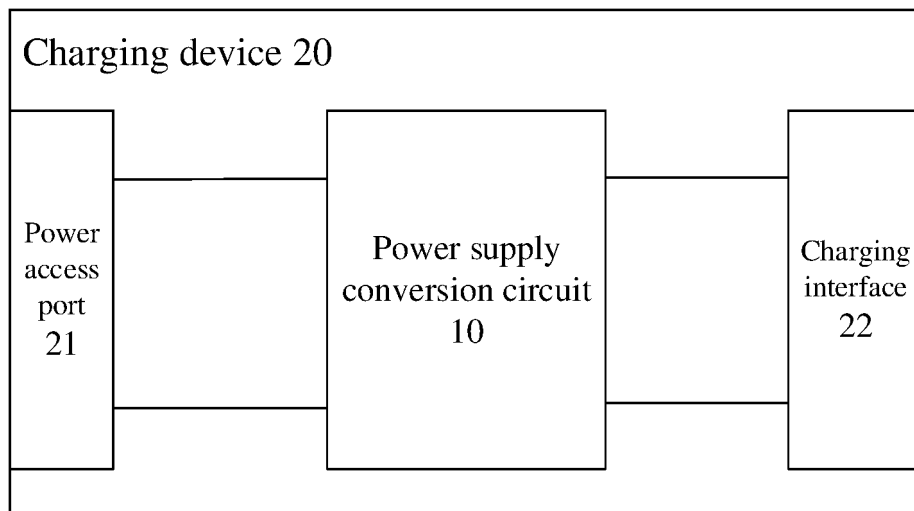 Charging device 20
Power
access
port
21
Power supply
conversion circuit
10
Charging
interface
22